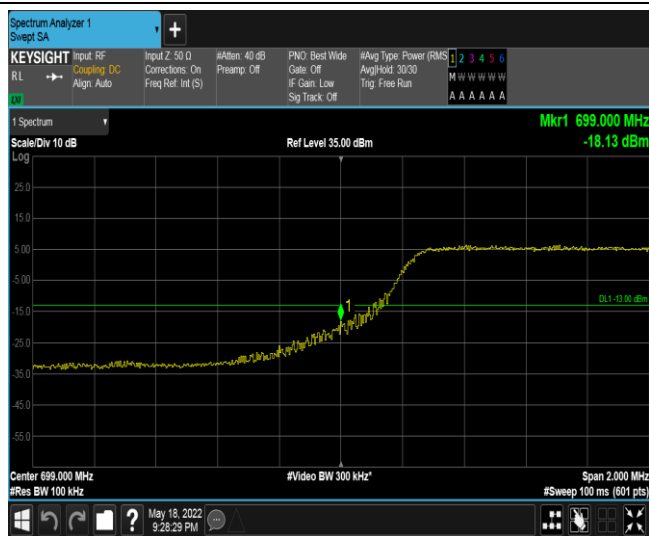 Spectrum Analyzer 1
Swept SA
KEYSIGHT
RL
Input: RF
Coupling: DC
Align: Auto
Input Z: 50 Ω
Corrections: On
Freq Ref: Int (S)
#Atten: 40 dB
Preamp: Off
PNO: Best Wide
Gate: Off
IF Gain: Low
Sig Track: Off
#Avg Type: Power (RMS
Avg|Hold: 30/30
Trig: Free Run
1 2 3 4 5 6
M W W W W W
A A A A A A
LXI
1 Spectrum
Mkr1 699.000 MHz
Scale/Div 10 dB
Ref Level 35.00 dBm
-18.13 dBm
Log
25.0
15.0
5.00
-5.00
1
DL1 -13.00 dBm
-15.0
-25.0
-35.0
-45.0
-55.0
Center 699.000 MHz
#Video BW 300 kHz*
Span 2.000 MHz
#Res BW 100 kHz
#Sweep 100 ms (601 pts)
?
May 18, 2022
9:28:29 PM